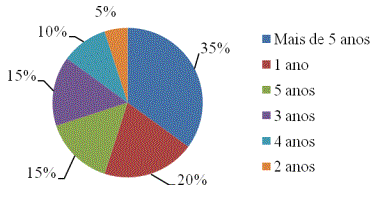 5%
10%
35%
15%
15%
20%
Mais de 5 anos
1 ano
5 anos
3 anos
4 anos
2 anos